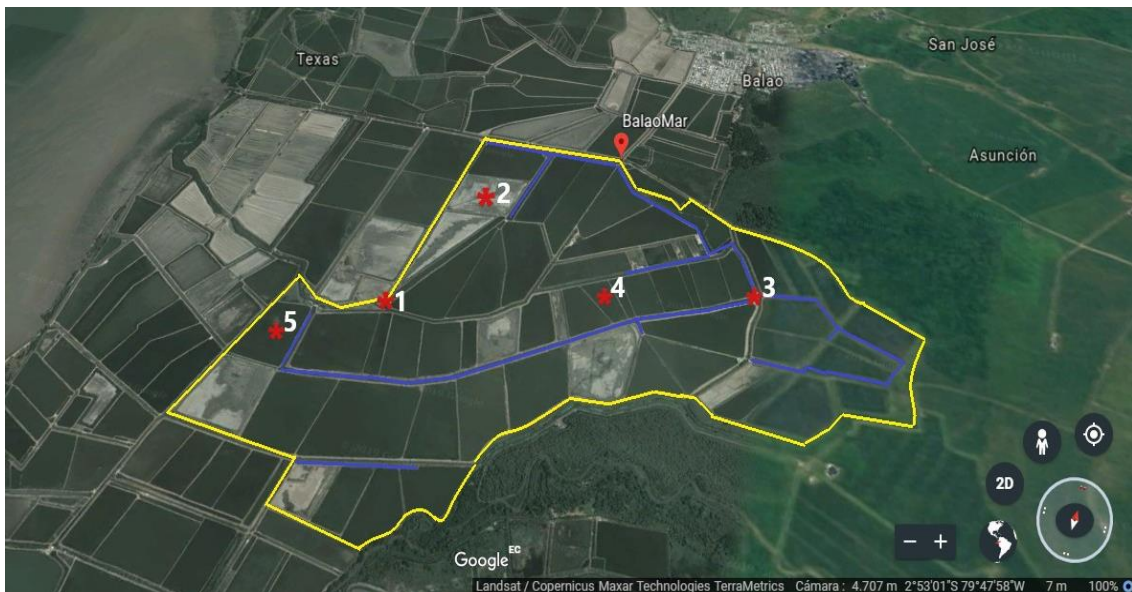 San José
Texas
Balao
BalaoMar
Asunción
2
1
3
4
5
2D
Google EC
Landsat / Copernicus Maxar Technologies TerraMetrics Cámara : 4.707 m 2°53'01"S 79°47'58"W 7 m 100%